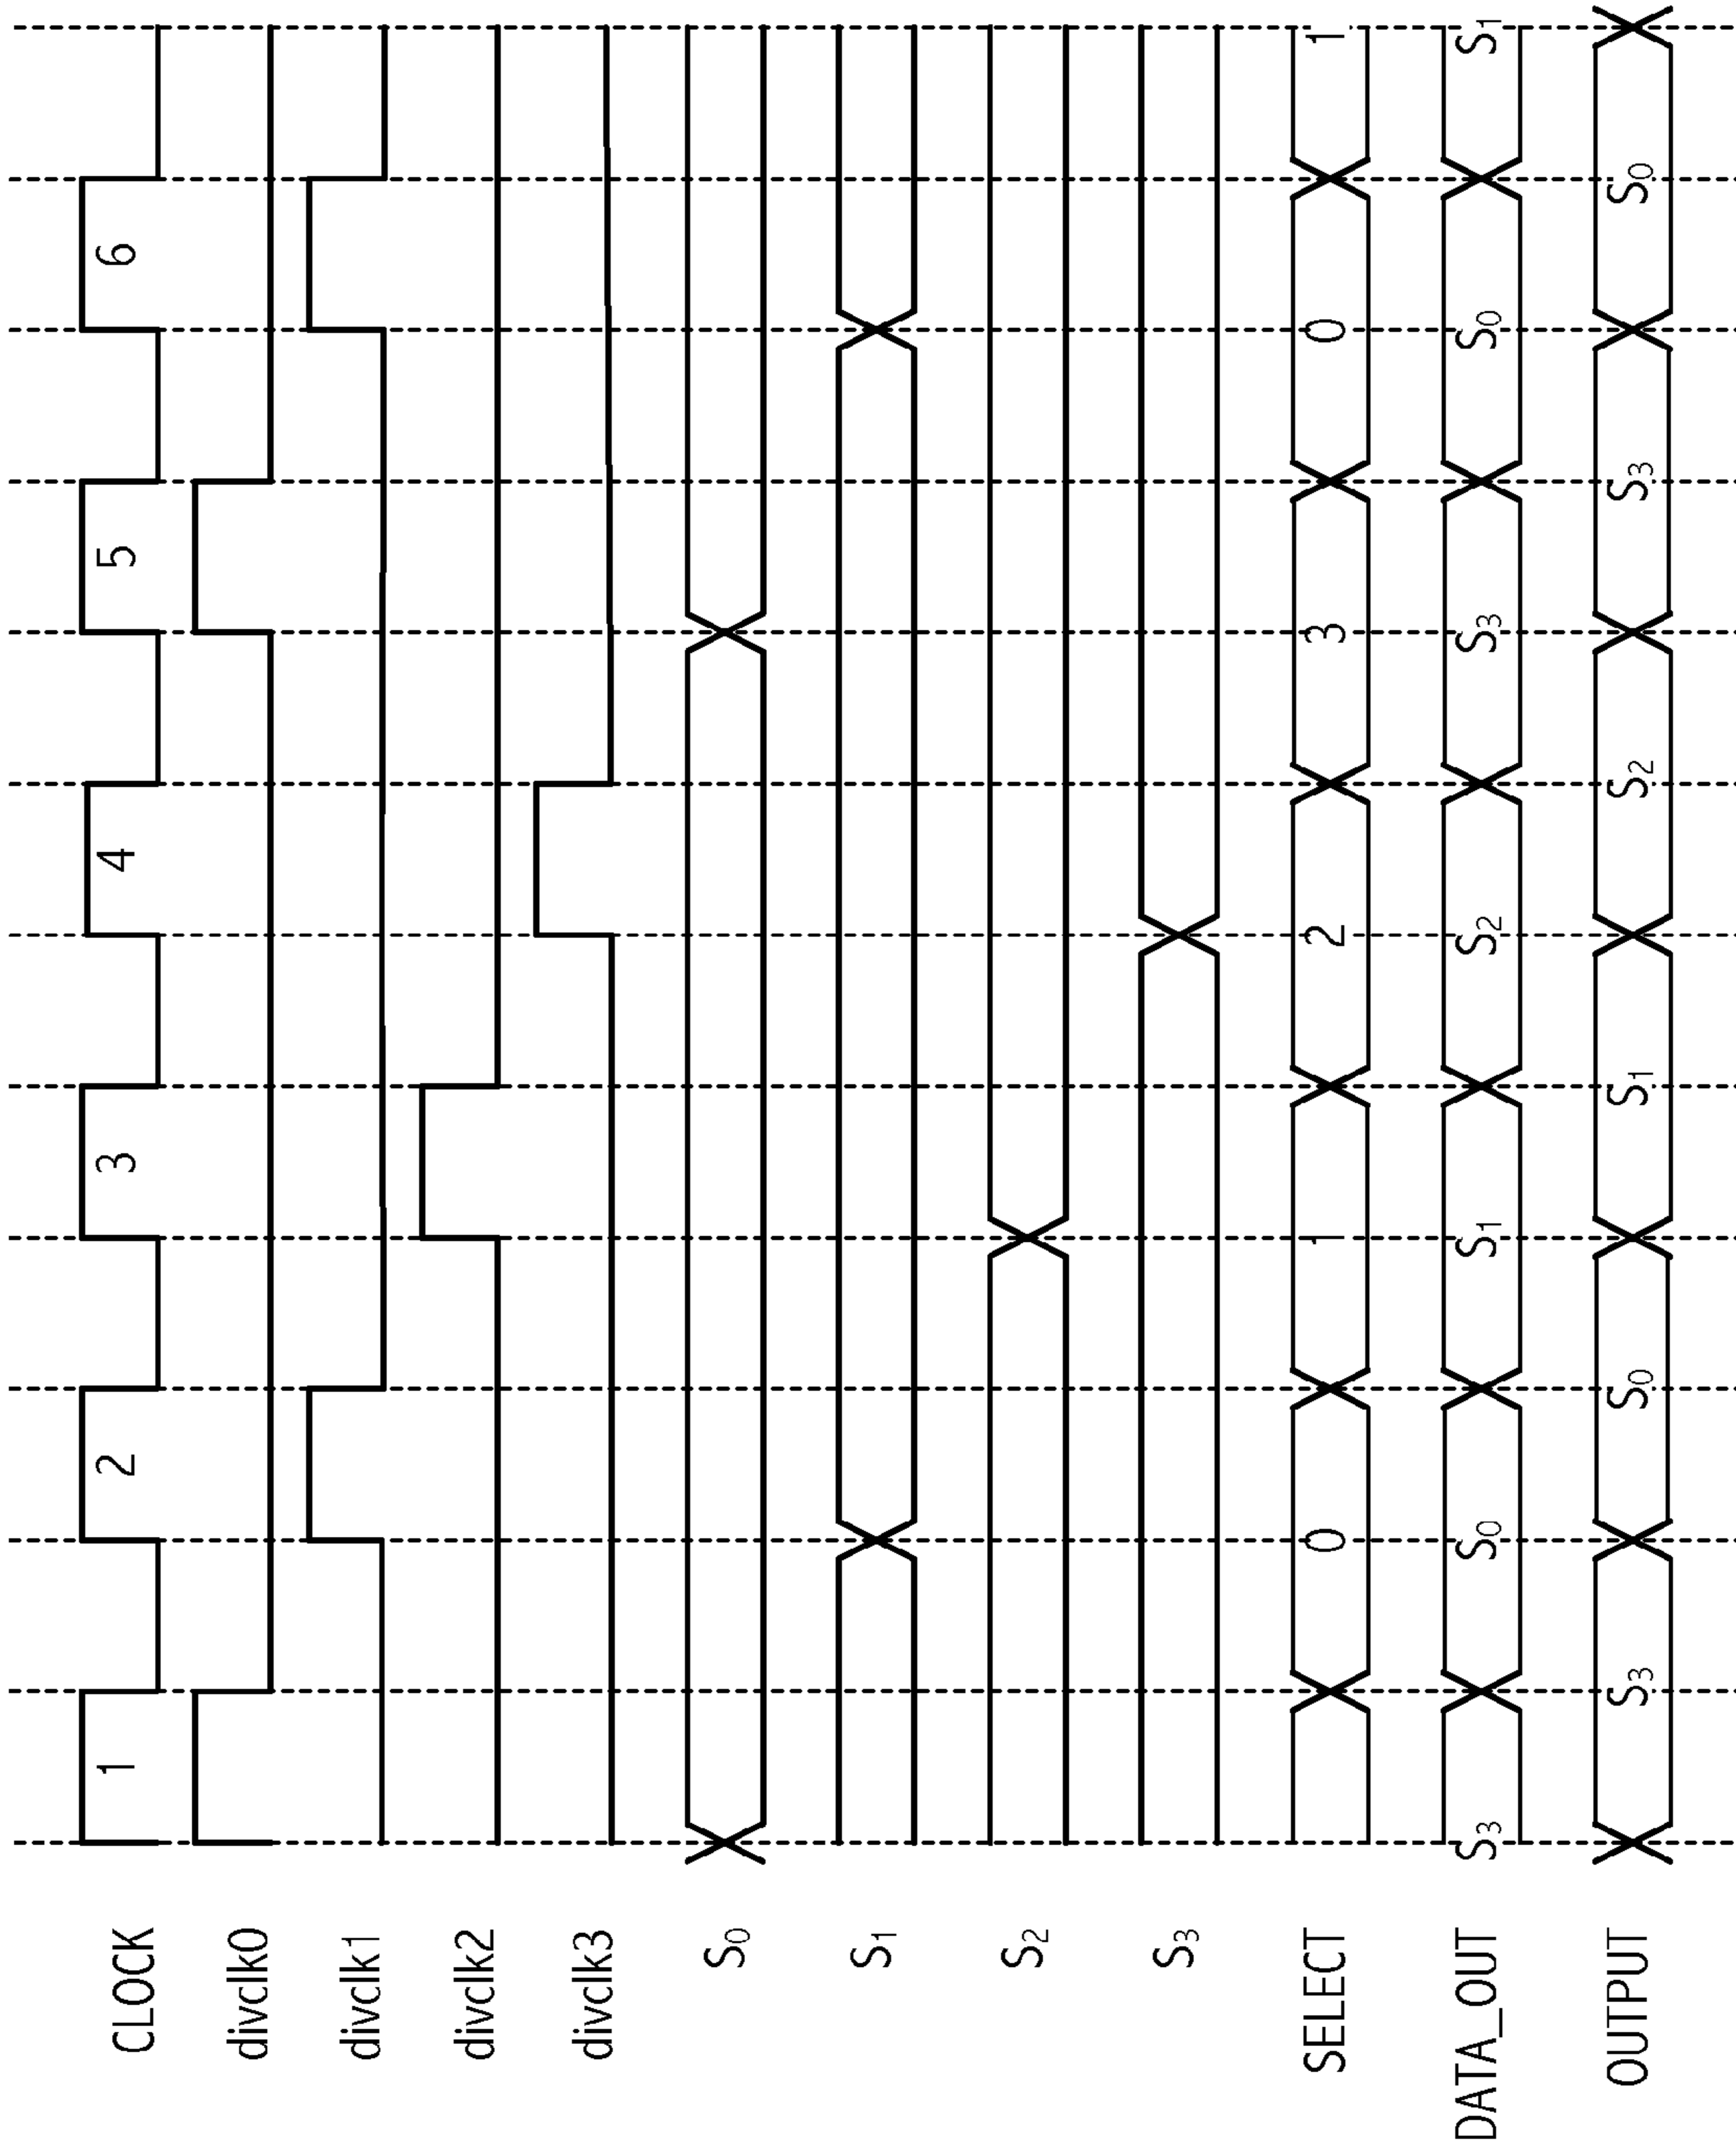 CLOCK 1 2 3 4 5 6
divclk0
divclk1
divclk2
divclk3
S0
S1
S2
S3
SELECT 0 1 2 3 0 1
DATA_OUT S3 S0 S1 S2 S3 S0 S1
OUTPUT S3 S0 S1 S2 S3 S0